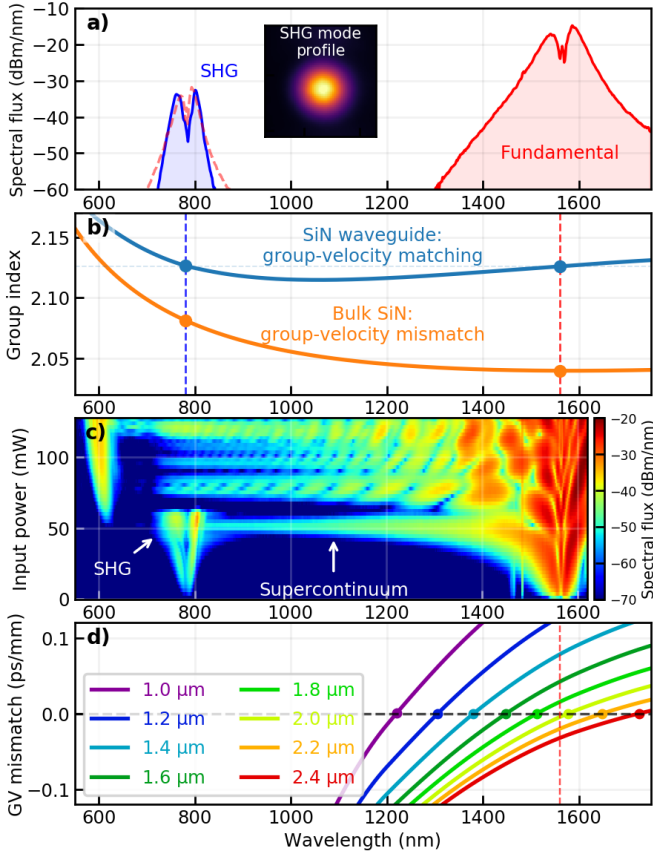 a)
SHG mode
profile
SHG
Fundamental
Spectral flux (dBm/nm)
−10
−20
−30
−40
−50
−60
600 800 1000 1200 1400 1600
b)
SiN waveguide:
group-velocity matching
Bulk SiN:
group-velocity mismatch
Group index
2.15
2.10
2.05
600 800 1000 1200 1400 1600
c)
SHG
Supercontinuum
Input power (mW)
100
50
0
600 800 1000 1200 1400 1600
−20
−30
−40
−50
−60
−70
Spectral flux (dBm/nm)
d)
1.0 µm
1.2 µm
1.4 µm
1.6 µm
1.8 µm
2.0 µm
2.2 µm
2.4 µm
GV mismatch (ps/mm)
0.1
0.0
−0.1
600 800 1000 1200 1400 1600
Wavelength (nm)